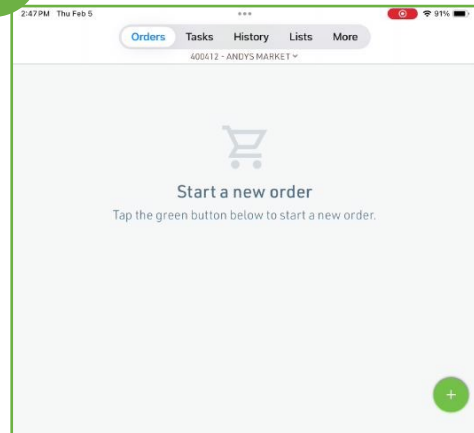 2:47 PM Thu Feb 5
91%
Orders Tasks History Lists More
400412 - ANDYS MARKET
Start a new order
Tap the green button below to start a new order.